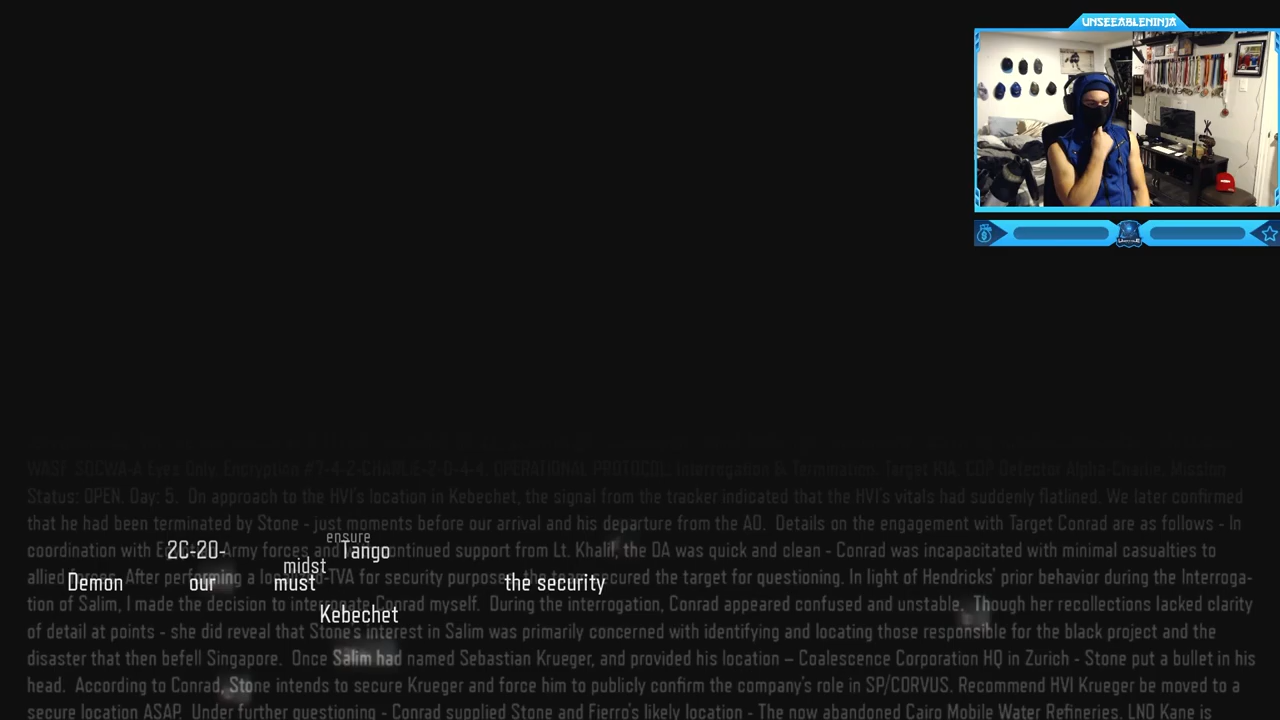 UNSEEABLENINJA
WAST-SOCWA-A Eyes Only. Encryption #7-4-2-CHARLIE-2-0-4-4. OPERATIONAL PROTOCOL. Interrogation & Termination. Target KIA. COP Defector Alpha-Charlie. Mission
Status: OPEN. Day: 5. On approach to the HVI's location in Kebechet, the signal from the tracker indicated that the HVI's vitals had suddenly flatlined. We later confirmed
that he had been terminated by Stone - just moments before our arrival and his departure from the AO. Details on the engagement with Target Conrad are as follows - In
ensure
coordination with Army forces and continued support from Lt. Khalil, the DA was quick and clean - Conrad was incapacitated with minimal casualties to
2C-20- Tango
midst
allied After performing a -TVA for security purposes, the team secured the target for questioning. In light of Hendricks' prior behavior during the Interroga-
Demon our must the security
tion of Salim, I made the decision to interrogate Conrad myself. During the interrogation, Conrad appeared confused and unstable. Though her recollections lacked clarity
Kebechet
of detail at points - she did reveal that Stone's interest in Salim was primarily concerned with identifying and locating those responsible for the black project and the
disaster that then befell Singapore. Once Salim had named Sebastian Krueger, and provided his location – Coalescence Corporation HQ in Zurich - Stone put a bullet in his
head. According to Conrad, Stone intends to secure Krueger and force him to publicly confirm the company's role in SP/CORVUS. Recommend HVI Krueger be moved to a
secure location ASAP. Under further questioning - Conrad supplied Stone and Fierro's likely location - The now abandoned Cairo Mobile Water Refineries. LNO Kane is